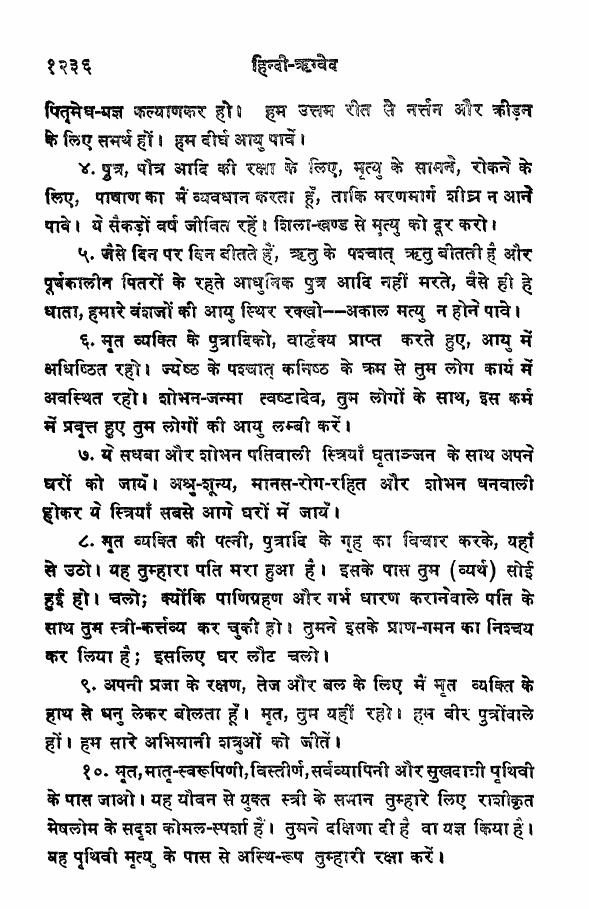 १२३६ हिन्दी-ऋग्वेद
पितृमेध-यज्ञ कल्याणकर हो। हम उत्तम रीत से नर्त्तन और क्रीड़न
के लिए समर्थ हों। हम दीर्घ आयु पावें।
४. पुत्र, पौत्र आदि की रक्षा के लिए, मृत्यु के सामने, रोकने के
लिए, पाषाण का मैं व्यवधान करता हूँ, ताकि मरणमार्ग शीघ्र न आने
पावे। ये सैकड़ों वर्ष जीवित रहें। शिला-खण्ड से मृत्यु को दूर करो।
५. जैसे दिन पर दिन बीतते हैं, ऋतु के पश्चात् ऋतु बीतती है और
पूर्वकालीन पितरों के रहते आधुनिक पुत्र आदि नहीं मरते, वैसे ही हे
धाता, हमारे वंशजों की आयु स्थिर रक्खो--अकाल मत्यु न होने पावे।
६. मृत व्यक्ति के पुत्रादिको, वार्द्धक्य प्राप्त करते हुए, आयु में
अधिष्ठित रहो। ज्येष्ठ के पश्चात् कनिष्ठ के क्रम से तुम लोग कार्य में
अवस्थित रहो। शोभन-जन्मा त्वष्टादेव, तुम लोगों के साथ, इस कर्म
में प्रवृत्त हुए तुम लोगों की आयु लम्बी करें।
७. ये सधवा और शोभन पतिवाली स्त्रियाँ घृताञ्जन के साथ अपने
घरों को जायँ। अश्रु-शून्य, मानस-रोग-रहित और शोभन धनवाली
होकर ये स्त्रियाँ सबसे आगे घरों में जायँ।
८. मृत व्यक्ति की पत्नी, पुत्रादि के गृह का विचार करके, यहाँ
से उठो। यह तुम्हारा पति मरा हुआ है। इसके पास तुम (व्यर्थ) सोई
हुई हो। चलो; क्योंकि पाणिग्रहण और गर्भ धारण करानेवाले पति के
साथ तुम स्त्री-कर्त्तव्य कर चुकी हो। तुमने इसके प्राण-गमन का निश्चय
कर लिया है; इसलिए घर लौट चलो।
९. अपनी प्रजा के रक्षण, तेज और बल के लिए मैं मृत व्यक्ति के
हाथ से धनु लेकर बोलता हूँ। मृत, तुम यहीं रहो। हम वीर पुत्रोंवाले
हों। हम सारे अभिमानी शत्रुओं को जीतें।
१०. मृत, मातृ-स्वरूपिणी, विस्तीर्ण, सर्वव्यापिनी और सुखदात्री पृथिवी
के पास जाओ। यह यौवन से युक्त स्त्री के समान तुम्हारे लिए राशीकृत
मेषलोम के सदृश कोमल-स्पर्शा हैं। तुमने दक्षिणा दी है वा यज्ञ किया है।
यह पृथिवी मृत्यु के पास से अस्थि-रूप तुम्हारी रक्षा करें।